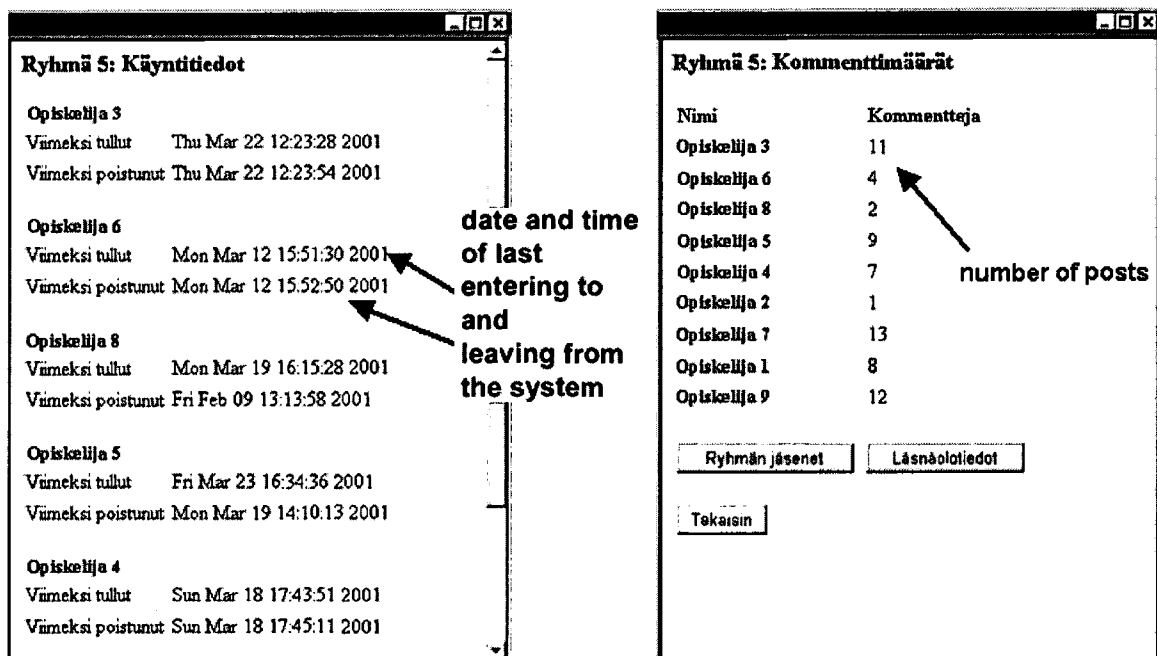 Ryhmä 5: Käyntitiedot
Opiskelija 3
Viimeksi tullut Thu Mar 22 12:23:28 2001
Viimeksi poistunut Thu Mar 22 12:23:54 2001
Opiskelija 6
Viimeksi tullut Mon Mar 12 15:51:30 2001
Viimeksi poistunut Mon Mar 12 15:52:50 2001
Opiskelija 8
Viimeksi tullut Mon Mar 19 16:15:28 2001
Viimeksi poistunut Fri Feb 09 13:13:58 2001
Opiskelija 5
Viimeksi tullut Fri Mar 23 16:34:36 2001
Viimeksi poistunut Mon Mar 19 14:10:13 2001
Opiskelija 4
Viimeksi tullut Sun Mar 18 17:43:51 2001
Viimeksi poistunut Sun Mar 18 17:45:11 2001
date and time
of last
entering to
and
leaving from
the system
Ryhmä 5: Kommenttimäärät
Nimi Kommentteja
Opiskelija 3 11
Opiskelija 6 4
Opiskelija 8 2
Opiskelija 5 9
Opiskelija 4 7
Opiskelija 2 1
Opiskelija 7 13
Opiskelija 1 8
Opiskelija 9 12
number of posts
Ryhmän jäsenet Läsnäolotiedot
Takaisin